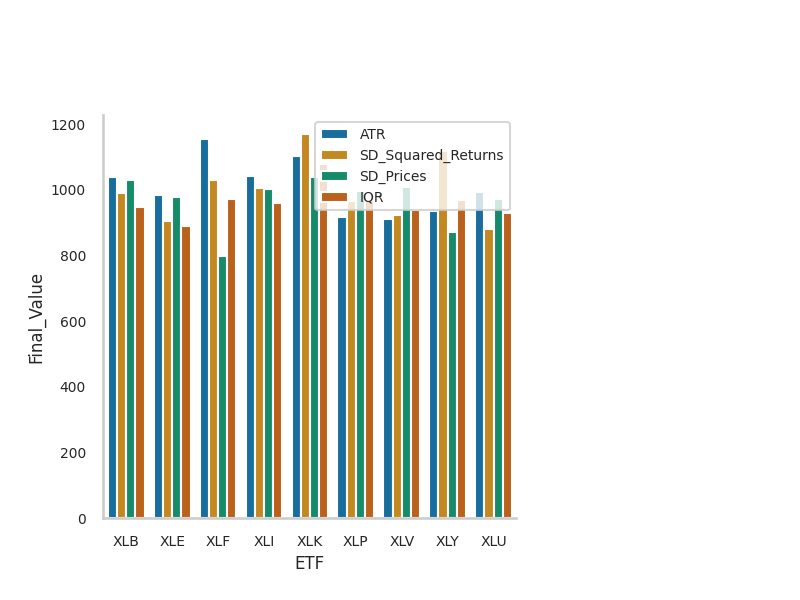 1200
1000
800
600
400
200
0
Final_Value
ATR
SD_Squared_Returns
SD_Prices
IQR
XLB XLE XLF XLI XLK XLP XLV XLY XLU
ETF